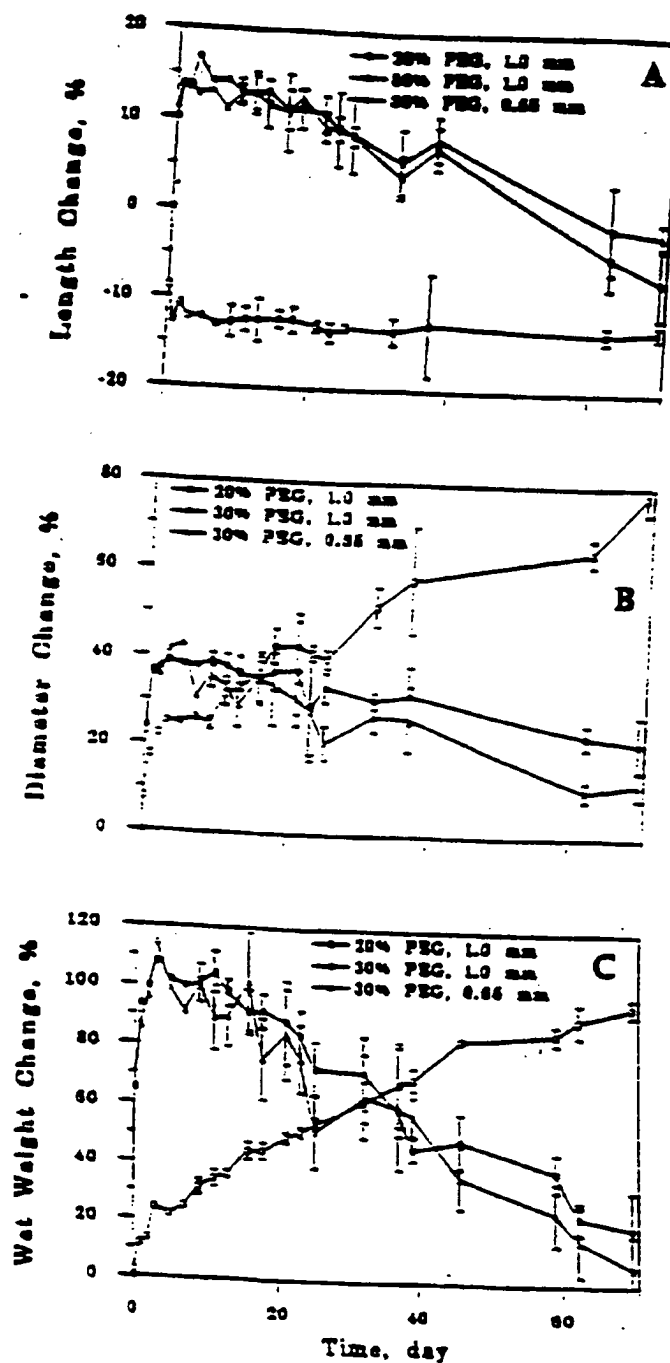 20
10
0
-10
-20
Length Change, %
A
20% PEG, 1.0 mm
30% PEG, 1.0 mm
30% PEG, 0.55 mm
80
60
40
20
0
Diameter Change, %
20% PEG, 1.0 mm
30% PEG, 1.0 mm
30% PEG, 0.55 mm
B
120
100
80
60
40
20
0
Wet Weight Change, %
20% PEG, 1.0 mm
30% PEG, 1.0 mm
30% PEG, 0.55 mm
C
0 20 40 60
Time, day